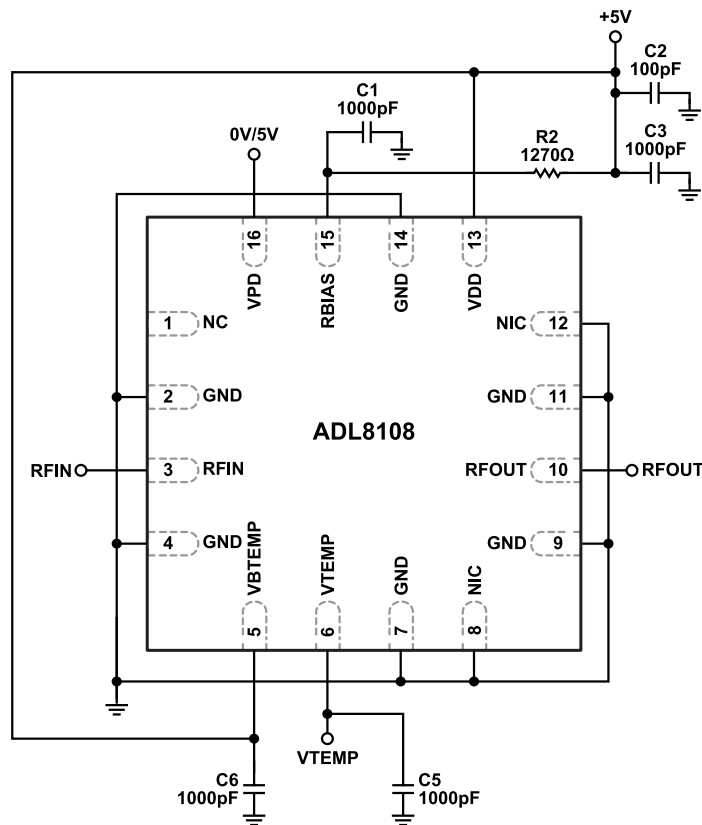 +5V
C2
100pF
C1
1000pF
0V/5V
R2
1270Ω
C3
1000pF
16
15
14
13
VPD
RBIAS
GND
VDD
1 NC
NIC 12
2 GND
GND 11
ADL8108
RFIN 3 RFIN
RFOUT 10 RFOUT
4 GND
GND 9
VBTEMP
VTEMP
GND
NIC
5
6
7
8
VTEMP
C6
1000pF
C5
1000pF